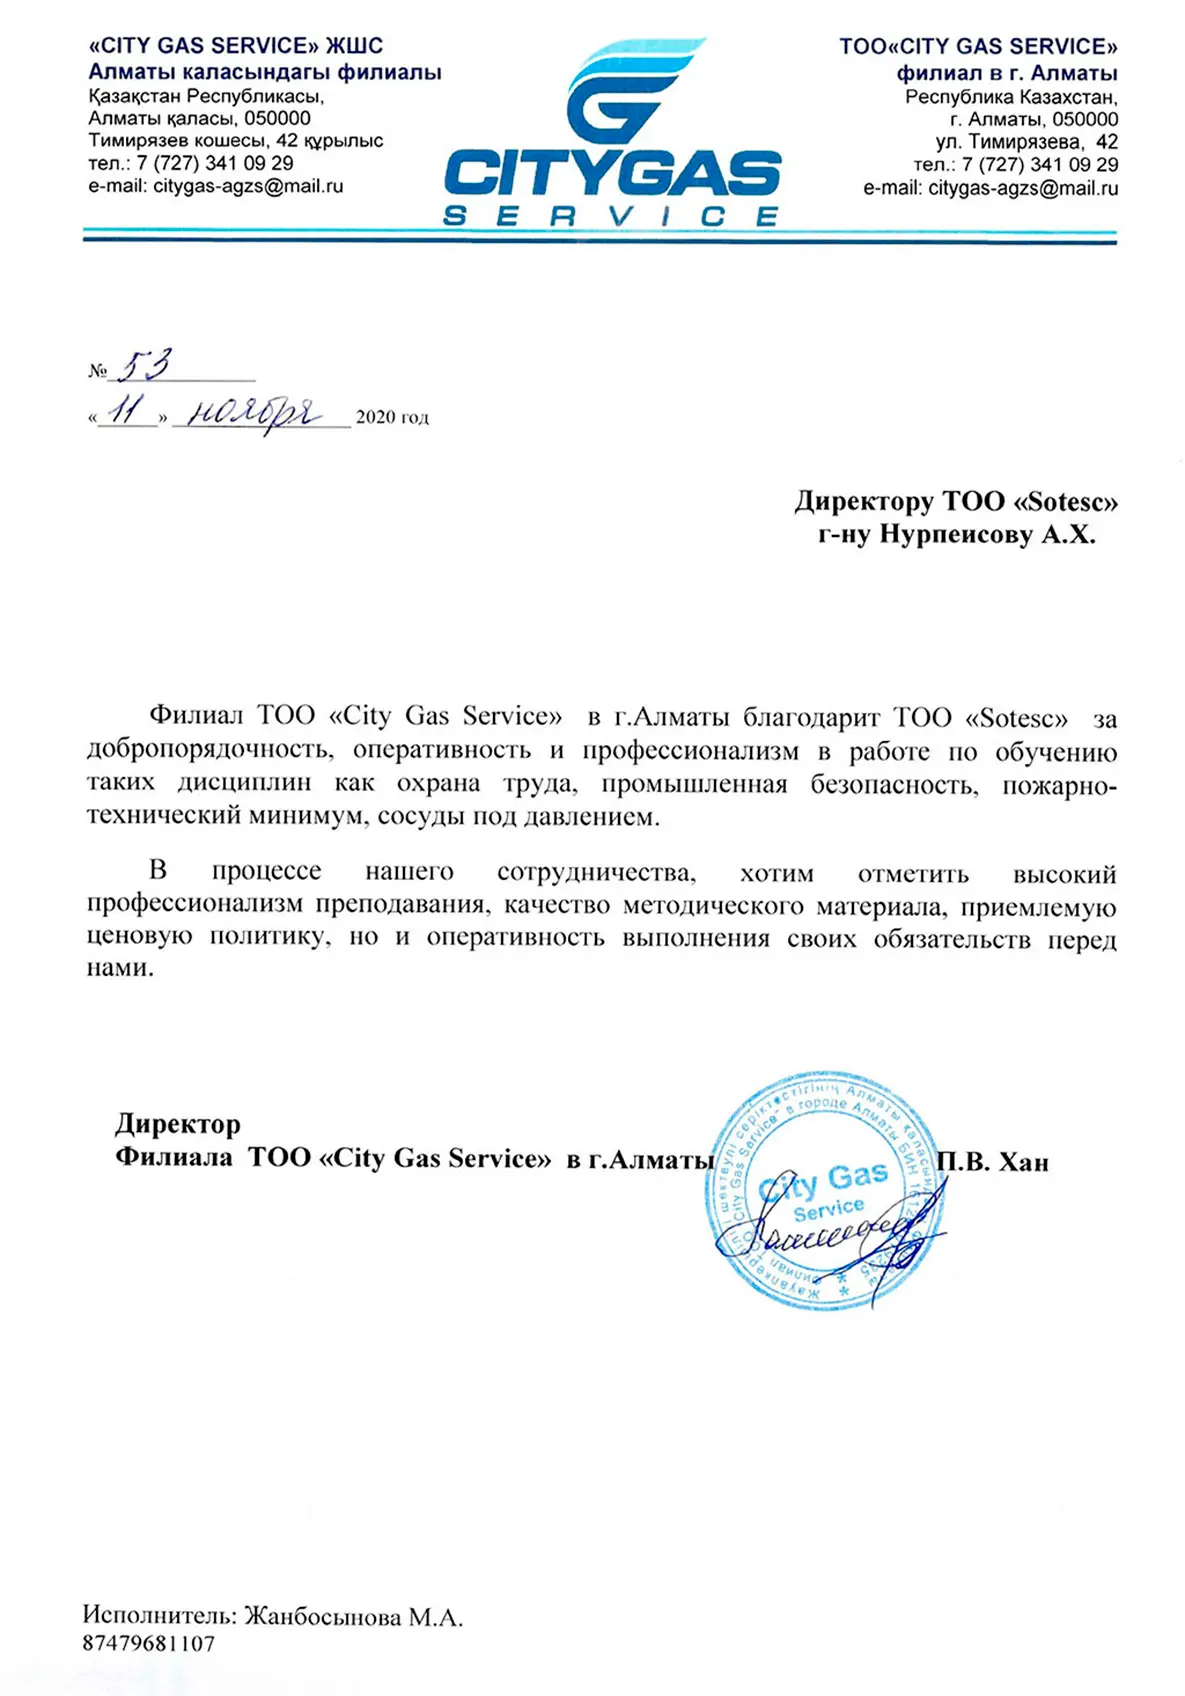 «CITY GAS SERVICE» ЖШС
Алматы каласындагы филиалы
Қазақстан Республикасы,
Алматы қаласы, 050000
Тимирязев кошесы, 42 құрылыс
тел.: 7 (727) 341 09 29
e-mail: citygas-agzs@mail.ru
CITYGAS
SERVICE
ТОО«CITY GAS SERVICE»
филиал в г. Алматы
Республика Казахстан,
г. Алматы, 050000
ул. Тимирязева, 42
тел.: 7 (727) 341 09 29
e-mail: citygas-agzs@mail.ru
№ 53
« 11 » ноября 2020 год
Директору ТОО «Sotesc»
г-ну Нурпеисову А.Х.
Филиал ТОО «City Gas Service» в г.Алматы благодарит ТОО «Sotesc» за
добропорядочность, оперативность и профессионализм в работе по обучению
таких дисциплин как охрана труда, промышленная безопасность, пожарно-
технический минимум, сосуды под давлением.
В процессе нашего сотрудничества, хотим отметить высокий
профессионализм преподавания, качество методического материала, приемлемую
ценовую политику, но и оперативность выполнения своих обязательств перед
нами.
Директор
Филиала ТОО «City Gas Service» в г.Алматы
П.В. Хан
серіктестігінің Алматы қаласындағы
City Gas Service" в городе Алматы БИН
City Gas
Service
Исполнитель: Жанбосынова М.А.
87479681107